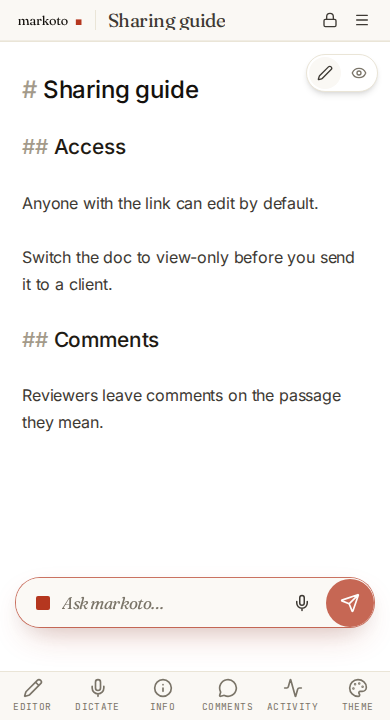 markoto
Sharing guide
# Sharing guide
## Access
Anyone with the link can edit by default.
Switch the doc to view-only before you send
it to a client.
## Comments
Reviewers leave comments on the passage
they mean.
Ask markoto...
EDITOR DICTATE INFO COMMENTS ACTIVITY THEME